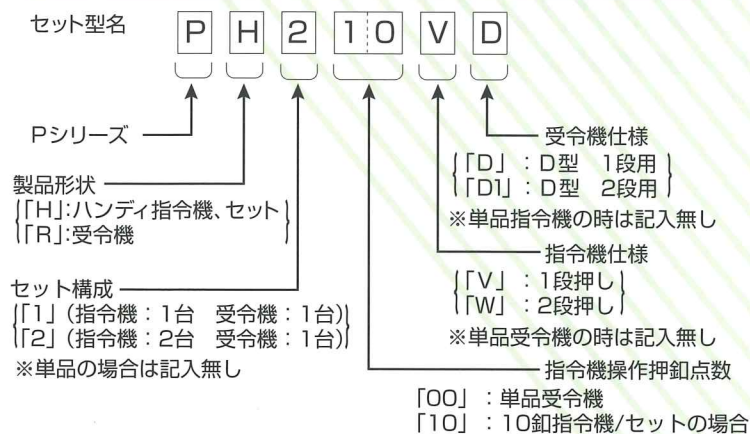 セット型名 P H 2 1 0 V D
Pシリーズ
製品形状
「H」:ハンディ指令機、セット
「R」:受令機
セット構成
「1」(指令機:1台 受令機:1台)
「2」(指令機:2台 受令機:1台)
※単品の場合は記入無し
受令機仕様
「D」:D型 1段用
「D1」:D型 2段用
※単品指令機の時は記入無し
指令機仕様
「V」:1段押し
「W」:2段押し
※単品受令機の時は記入無し
指令機操作押釦点数
「00」:単品受令機
「10」:10釦指令機/セットの場合